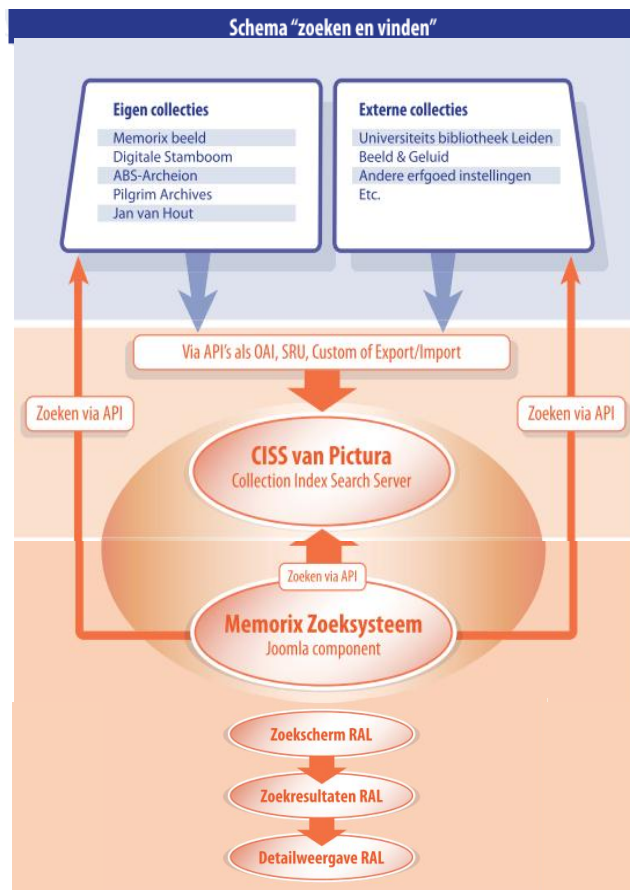 Schema “zoeken en vinden”
Eigen collecties
Memorix beeld
Digitale Stamboom
ABS-Archeion
Pilgrim Archives
Jan van Hout
Externe collecties
Universiteits bibliotheek Leiden
Beeld & Geluid
Andere erfgoed instellingen
Etc.
Via API’s als OAI, SRU, Custom of Export/Import
Zoeken via API
Zoeken via API
CISS van Pictura
Collection Index Search Server
Zoeken via API
Memorix Zoeksysteem
Joomla component
Zoekscherm RAL
Zoekresultaten RAL
Detailweergave RAL